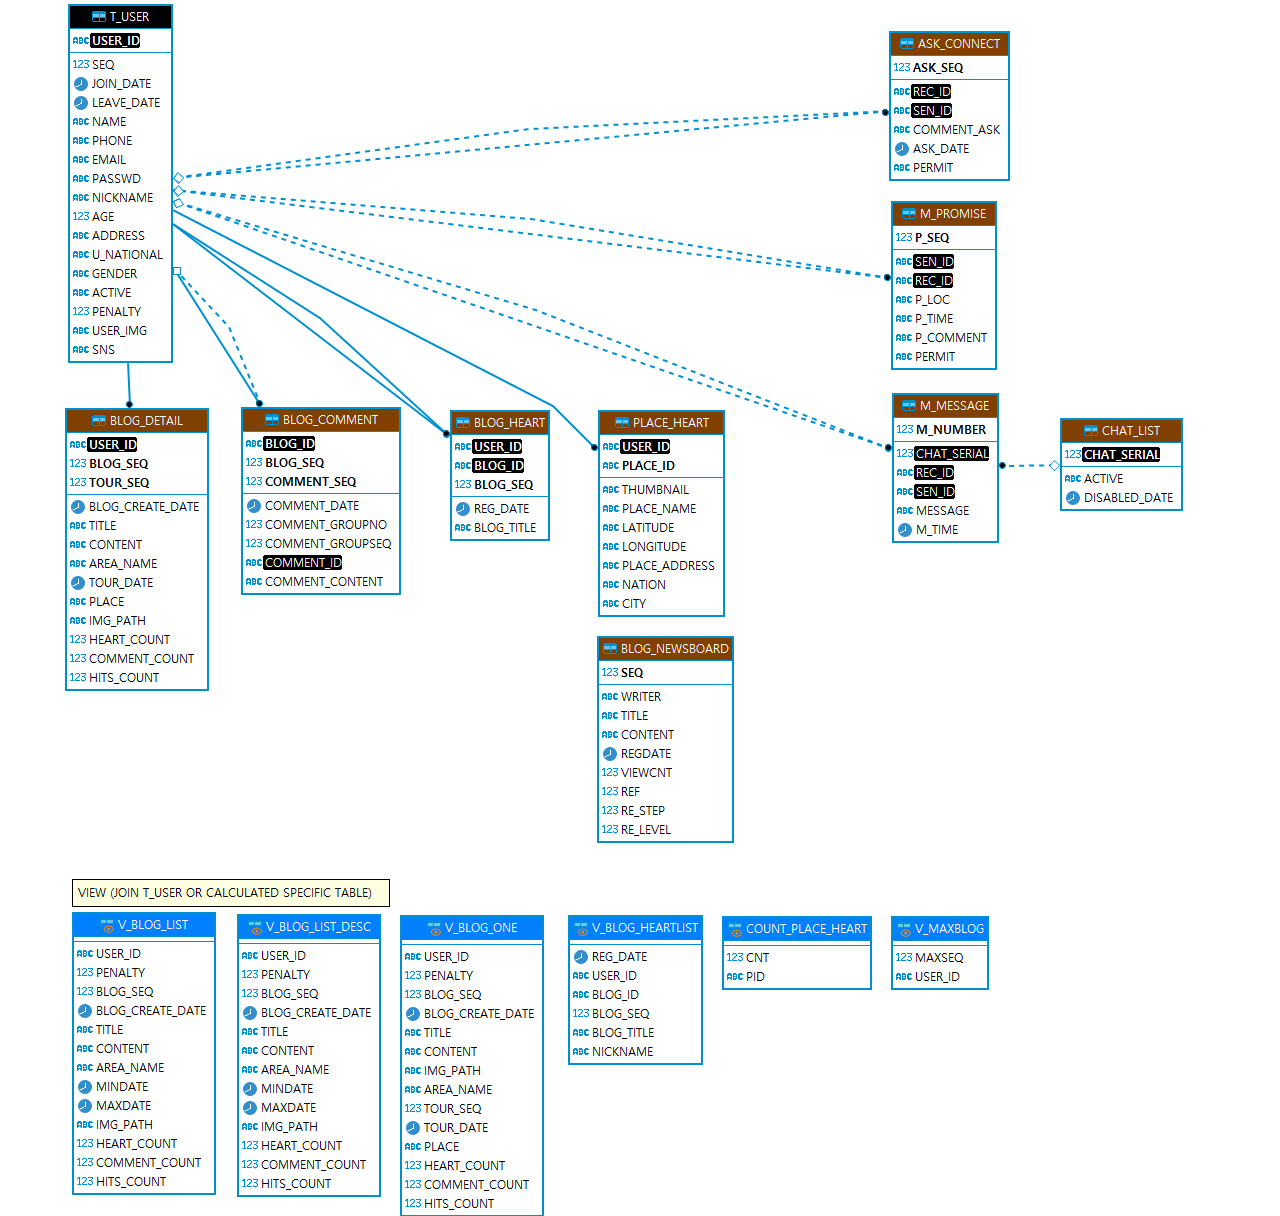 T_USER
ABC USER_ID
123 SEQ
JOIN_DATE
LEAVE_DATE
ABC NAME
ABC PHONE
ABC EMAIL
ABC PASSWD
ABC NICKNAME
123 AGE
ABC ADDRESS
ABC U_NATIONAL
ABC GENDER
ABC ACTIVE
123 PENALTY
ABC USER_IMG
ABC SNS
ASK_CONNECT
123 ASK_SEQ
ABC REC_ID
ABC SEN_ID
ABC COMMENT_ASK
ASK_DATE
ABC PERMIT
M_PROMISE
123 P_SEQ
ABC SEN_ID
ABC REC_ID
ABC P_LOC
ABC P_TIME
ABC P_COMMENT
ABC PERMIT
BLOG_DETAIL
ABC USER_ID
123 BLOG_SEQ
123 TOUR_SEQ
BLOG_CREATE_DATE
ABC TITLE
ABC CONTENT
ABC AREA_NAME
TOUR_DATE
ABC PLACE
ABC IMG_PATH
123 HEART_COUNT
123 COMMENT_COUNT
123 HITS_COUNT
BLOG_COMMENT
ABC BLOG_ID
123 BLOG_SEQ
123 COMMENT_SEQ
COMMENT_DATE
123 COMMENT_GROUPNO
123 COMMENT_GROUPSEQ
ABC COMMENT_ID
ABC COMMENT_CONTENT
BLOG_HEART
ABC USER_ID
ABC BLOG_ID
123 BLOG_SEQ
REG_DATE
ABC BLOG_TITLE
PLACE_HEART
ABC USER_ID
ABC PLACE_ID
ABC THUMBNAIL
ABC PLACE_NAME
ABC LATITUDE
ABC LONGITUDE
ABC PLACE_ADDRESS
ABC NATION
ABC CITY
M_MESSAGE
123 M_NUMBER
123 CHAT_SERIAL
ABC REC_ID
ABC SEN_ID
ABC MESSAGE
M_TIME
CHAT_LIST
123 CHAT_SERIAL
ABC ACTIVE
DISABLED_DATE
BLOG_NEWSBOARD
123 SEQ
ABC WRITER
ABC TITLE
ABC CONTENT
REGDATE
123 VIEWCNT
123 REF
123 RE_STEP
123 RE_LEVEL
VIEW (JOIN T_USER OR CALCULATED SPECIFIC TABLE)
V_BLOG_LIST
ABC USER_ID
123 PENALTY
123 BLOG_SEQ
BLOG_CREATE_DATE
ABC TITLE
ABC CONTENT
ABC AREA_NAME
MINDATE
MAXDATE
ABC IMG_PATH
123 HEART_COUNT
123 COMMENT_COUNT
123 HITS_COUNT
V_BLOG_LIST_DESC
ABC USER_ID
123 PENALTY
123 BLOG_SEQ
BLOG_CREATE_DATE
ABC TITLE
ABC CONTENT
ABC AREA_NAME
MINDATE
MAXDATE
ABC IMG_PATH
123 HEART_COUNT
123 COMMENT_COUNT
123 HITS_COUNT
V_BLOG_ONE
ABC USER_ID
123 PENALTY
123 BLOG_SEQ
BLOG_CREATE_DATE
ABC TITLE
ABC CONTENT
ABC IMG_PATH
ABC AREA_NAME
123 TOUR_SEQ
TOUR_DATE
ABC PLACE
123 HEART_COUNT
123 COMMENT_COUNT
123 HITS_COUNT
V_BLOG_HEARTLIST
REG_DATE
ABC USER_ID
ABC BLOG_ID
123 BLOG_SEQ
ABC BLOG_TITLE
ABC NICKNAME
COUNT_PLACE_HEART
123 CNT
ABC PID
V_MAXBLOG
123 MAXSEQ
ABC USER_ID